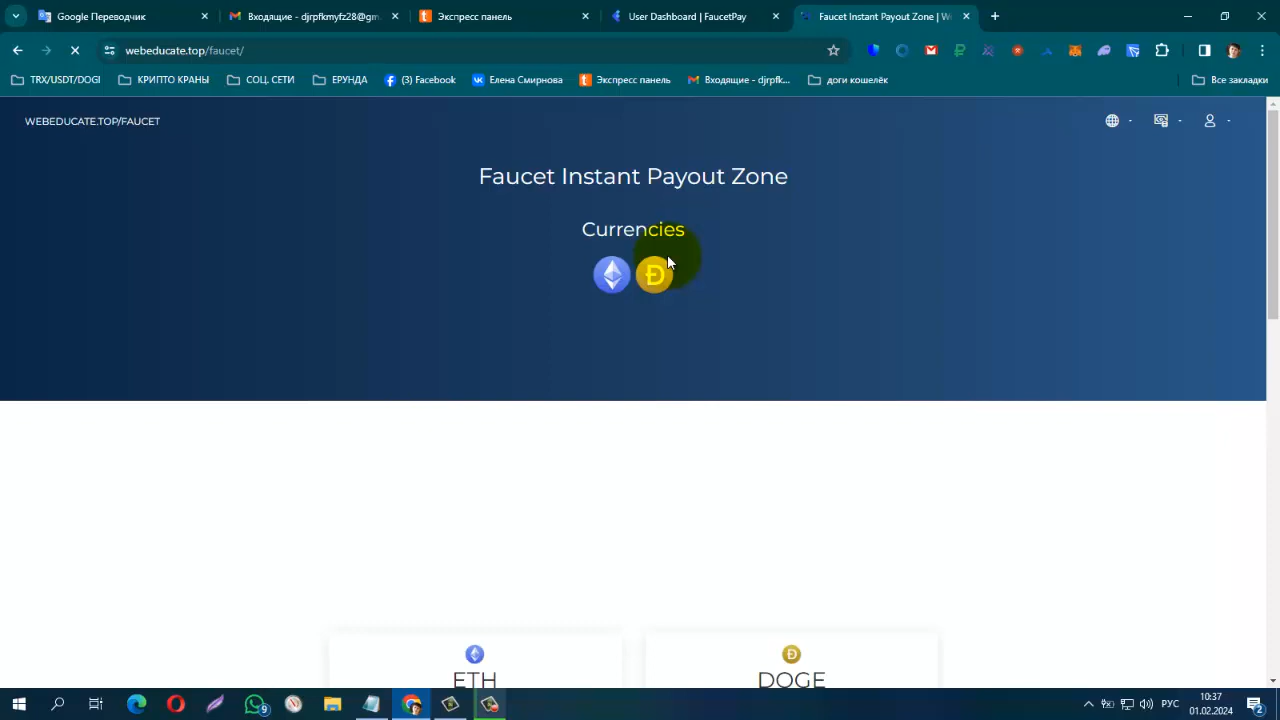 Google Переводчик
Входящие - djrpfkmyfz28@gm
Экспресс панель
User Dashboard | FaucetPay
Faucet Instant Payout Zone | W
webeducate.top/faucet/
TRX/USDT/DOGI
КРИПТО КРАНЫ
СОЦ. СЕТИ
ЕРУНДА
(3) Facebook
Елена Смирнова
Экспресс панель
Входящие - djrpfk...
доги кошелёк
Все закладки
WEBEDUCATE.TOP/FAUCET
Faucet Instant Payout Zone
Currencies
ETH
DOGE
9
РУС
10:37
01.02.2024
2